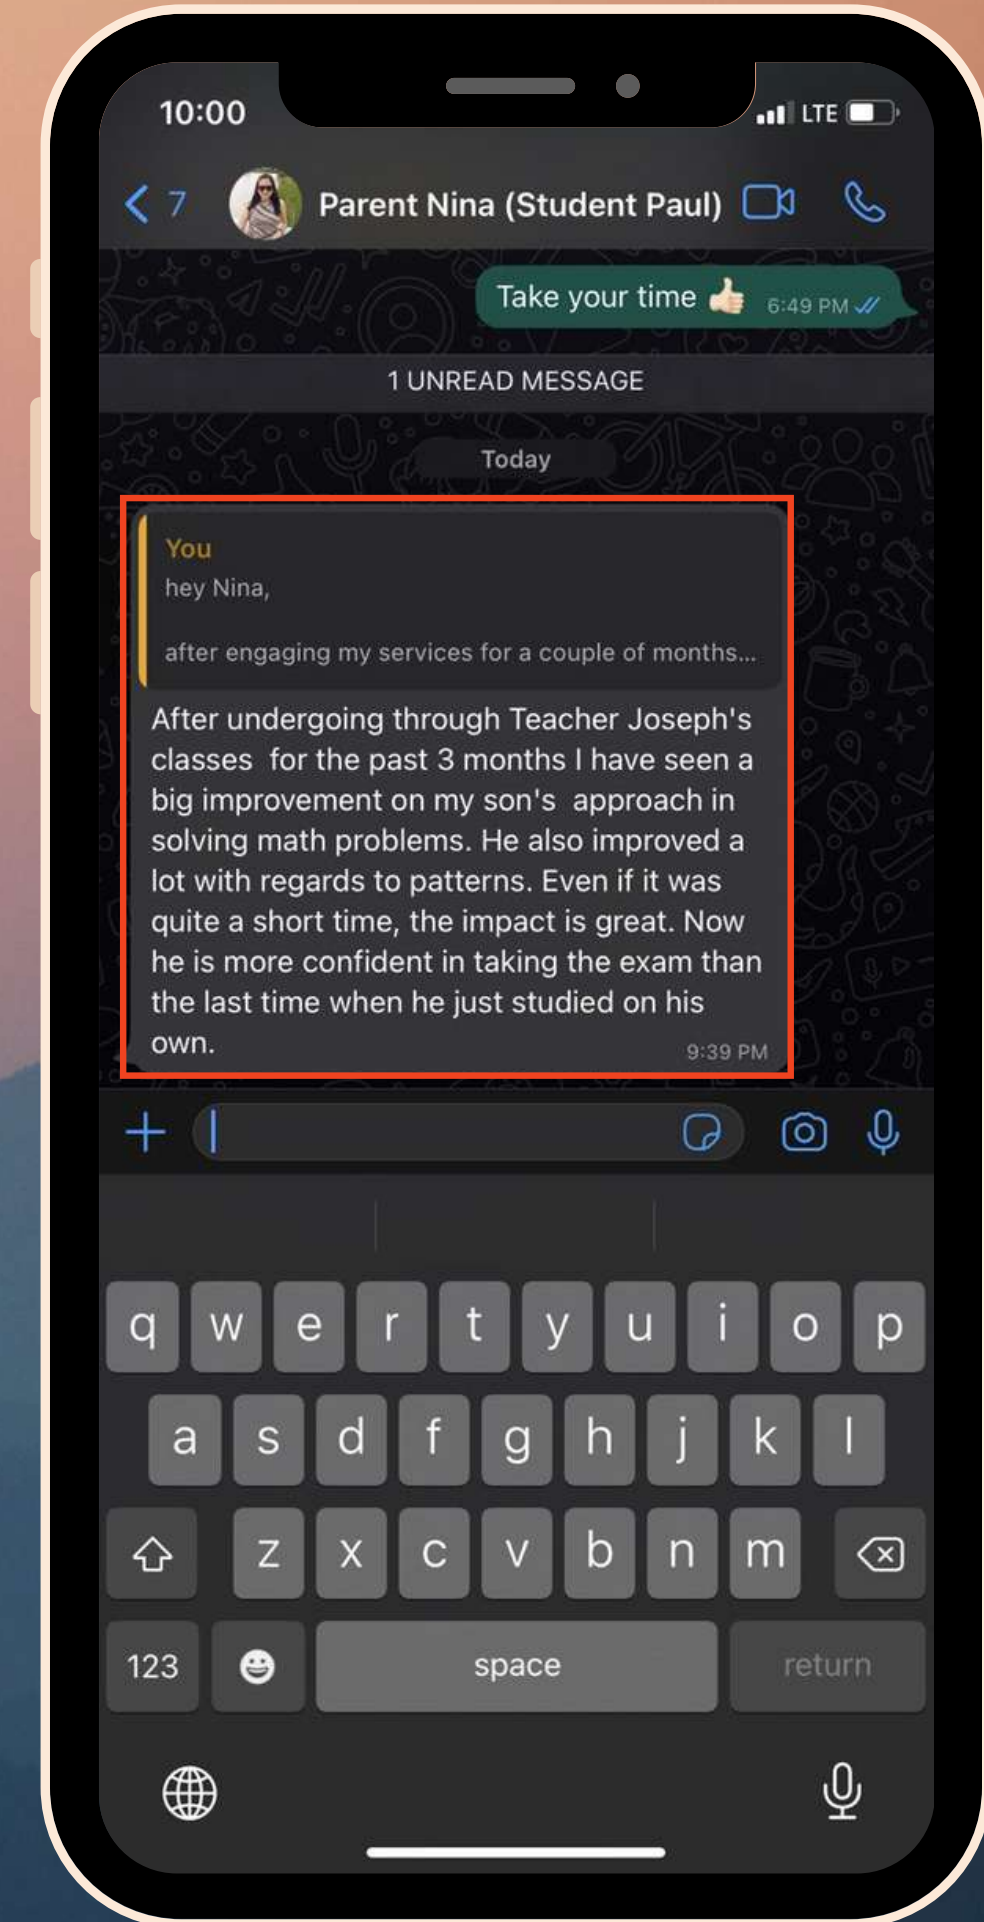 10:00 LTE
7 Parent Nina (Student Paul)
Take your time 👍🏻 6:49 PM
1 UNREAD MESSAGE
Today
You
hey Nina,
after engaging my services for a couple of months...
After undergoing through Teacher Joseph's
classes  for the past 3 months I have seen a
big improvement on my son's  approach in
solving math problems. He also improved a
lot with regards to patterns. Even if it was
quite a short time, the impact is great. Now
he is more confident in taking the exam than
the last time when he just studied on his
own. 9:39 PM
q w e r t y u i o p
a s d f g h j k l
z x c v b n m
123 space return